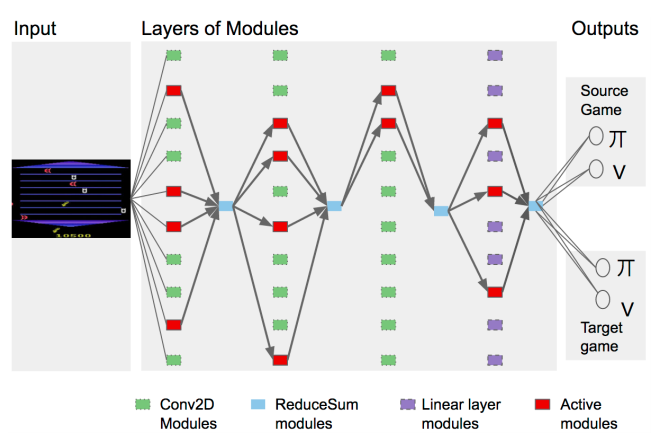 Input
Layers of Modules
Outputs
Source
Game
π
V
π
V
Target
game
10500
Conv2D
Modules
ReduceSum
modules
Linear layer
modules
Active
modules